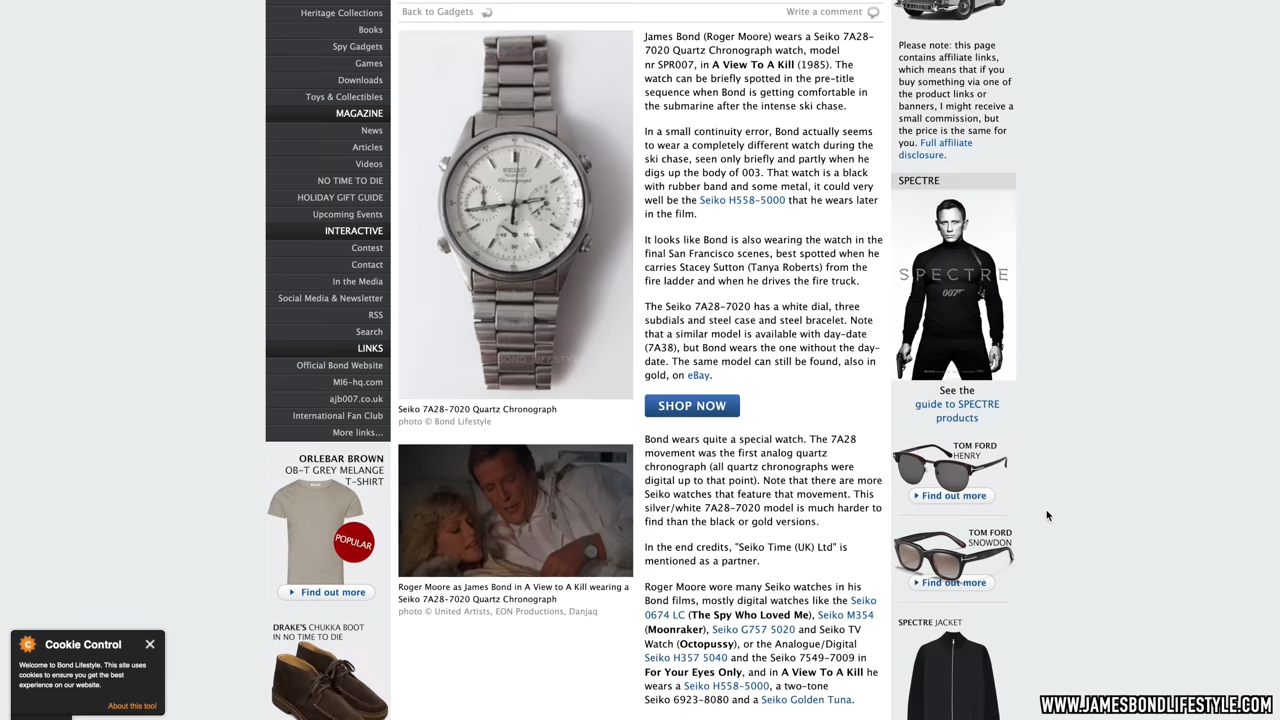 Heritage Collections
Books
Spy Gadgets
Games
Downloads
Toys & Collectibles
MAGAZINE
News
Articles
Videos
NO TIME TO DIE
HOLIDAY GIFT GUIDE
Upcoming Events
INTERACTIVE
Contest
Contact
In the Media
Social Media & Newsletter
RSS
Search
LINKS
Official Bond Website
MI6-hq.com
ajb007.co.uk
International Fan Club
More links...
ORLEBAR BROWN
OB-T GREY MELANGE
T-SHIRT
POPULAR
Find out more
DRAKE'S CHUKKA BOOT
IN NO TIME TO DIE
Cookie Control
Welcome to Bond Lifestyle. This site uses
cookies to ensure you get the best
experience on our website.
About this tool
Back to Gadgets
Write a comment
SEIKO
QUARTZ
Chronograph
BOND LIFESTYLE
Seiko 7A28-7020 Quartz Chronograph
photo © Bond Lifestyle
Roger Moore as James Bond in A View to A Kill wearing a
Seiko 7A28-7020 Quartz Chronograph
photo © United Artists, EON Productions, Danjaq
James Bond (Roger Moore) wears a Seiko 7A28-
7020 Quartz Chronograph watch, model
nr SPR007, in A View To A Kill (1985). The
watch can be briefly spotted in the pre-title
sequence when Bond is getting comfortable in
the submarine after the intense ski chase.
In a small continuity error, Bond actually seems
to wear a completely different watch during the
ski chase, seen only briefly and partly when he
digs up the body of 003. That watch is a black
with rubber band and some metal, it could very
well be the Seiko H558-5000 that he wears later
in the film.
It looks like Bond is also wearing the watch in the
final San Francisco scenes, best spotted when he
carries Stacey Sutton (Tanya Roberts) from the
fire ladder and when he drives the fire truck.
The Seiko 7A28-7020 has a white dial, three
subdials and steel case and steel bracelet. Note
that a similar model is available with day-date
(7A38), but Bond wears the one without the day-
date. The same model can still be found, also in
gold, on eBay.
SHOP NOW
Bond wears quite a special watch. The 7A28
movement was the first analog quartz
chronograph (all quartz chronographs were
digital up to that point). Note that there are more
Seiko watches that feature that movement. This
silver/white 7A28-7020 model is much harder to
find than the black or gold versions.
In the end credits, "Seiko Time (UK) Ltd" is
mentioned as a partner.
Roger Moore wore many Seiko watches in his
Bond films, mostly digital watches like the Seiko
0674 LC (The Spy Who Loved Me), Seiko M354
(Moonraker), Seiko G757 5020 and Seiko TV
Watch (Octopussy), or the Analogue/Digital
Seiko H357 5040 and the Seiko 7549-7009 in
For Your Eyes Only, and in A View To A Kill he
wears a Seiko H558-5000, a two-tone
Seiko 6923-8080 and a Seiko Golden Tuna.
Please note: this page
contains affiliate links,
which means that if you
buy something via one of
the product links or
banners, I might receive a
small commission, but
the price is the same for
you. Full affiliate
disclosure.
SPECTRE
SPECTRE
007
See the
guide to SPECTRE
products
TOM FORD
HENRY
Find out more
TOM FORD
SNOWDON
Find out more
SPECTRE JACKET
WWW.JAMESBONDLIFESTYLE.COM